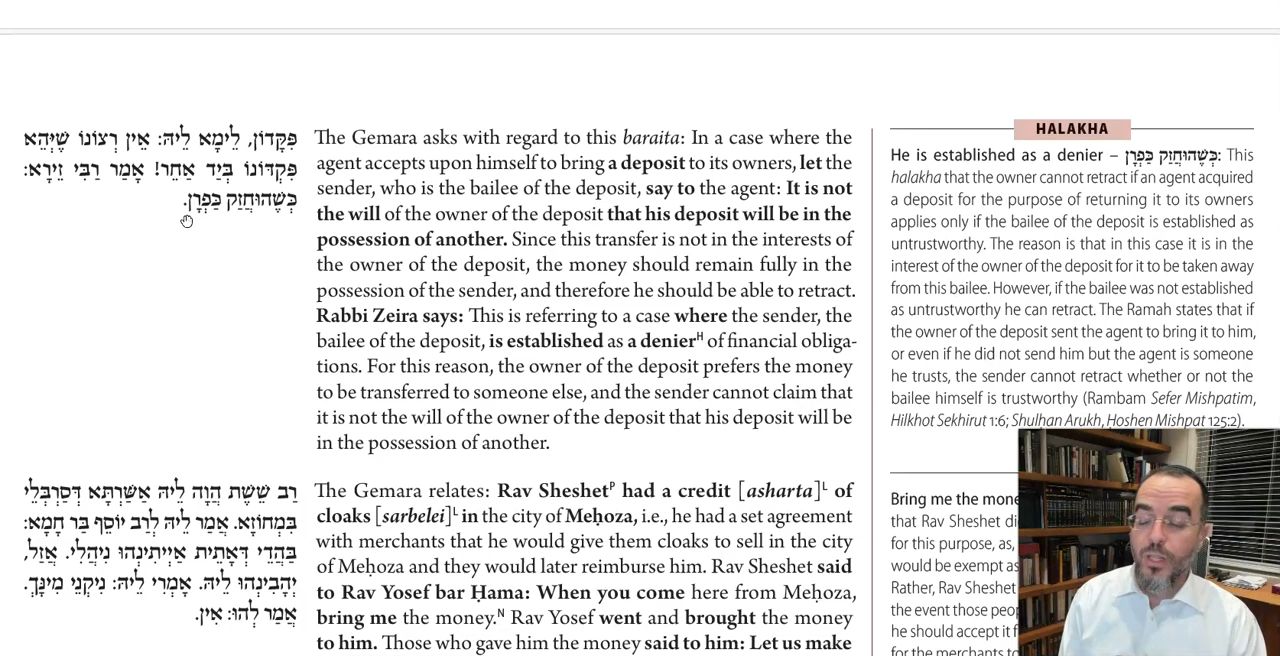 פִּקָּדוֹן, לֵימָא לֵיהּ: אֵין רְצוֹנוֹ שֶׁיְּהֵא
פִּקְדוֹנוֹ בְּיַד אַחֵר! אָמַר רַבִּי זֵירָא:
כְּשֶׁהוּחְזַק כַּפְרָן.
The Gemara asks with regard to this baraita: In a case where the
agent accepts upon himself to bring a deposit to its owners, let the
sender, who is the bailee of the deposit, say to the agent: It is not
the will of the owner of the deposit that his deposit will be in the
possession of another. Since this transfer is not in the interests of
the owner of the deposit, the money should remain fully in the
possession of the sender, and therefore he should be able to retract.
Rabbi Zeira says: This is referring to a case where the sender, the
bailee of the deposit, is established as a denierᴴ of financial obliga-
tions. For this reason, the owner of the deposit prefers the money
to be transferred to someone else, and the sender cannot claim that
it is not the will of the owner of the deposit that his deposit will be
in the possession of another.
רַב שֵׁשֶׁת הֲוָה לֵיהּ אַשַּׁרְתָּא דְּסַרְבְּלֵי
בִּמְחוֹזָא. אֲמַר לֵיהּ לְרַב יוֹסֵף בַּר חָמָא:
בַּהֲדֵי דְּאָתֵית אַיְיתִינְהוּ נִיהֲלִי. אֲזַל,
יַהֲבִינְהוּ לֵיהּ. אָמְרִי לֵיהּ: נִיקְנֵי מִינָּךְ.
אֲמַר לְהוּ: אִין.
The Gemara relates: Rav Sheshetᴾ had a credit [asharta]ᴸ of
cloaks [sarbelei]ᴸ in the city of Meḥoza, i.e., he had a set agreement
with merchants that he would give them cloaks to sell in the city
of Meḥoza and they would later reimburse him. Rav Sheshet said
to Rav Yosef bar Ḥama: When you come here from Meḥoza,
bring me the money.ᴺ Rav Yosef went and brought the money
to him. Those who gave him the money said to him: Let us make
HALAKHA
He is established as a denier – כְּשֶׁהוּחְזַק כַּפְרָן: This
halakha that the owner cannot retract if an agent acquired
a deposit for the purpose of returning it to its owners
applies only if the bailee of the deposit is established as
untrustworthy. The reason is that in this case it is in the
interest of the owner of the deposit for it to be taken away
from this bailee. However, if the bailee was not established
as untrustworthy he can retract. The Ramah states that if
the owner of the deposit sent the agent to bring it to him,
or even if he did not send him but the agent is someone
he trusts, the sender cannot retract whether or not the
bailee himself is trustworthy (Rambam Sefer Mishpatim,
Hilkhot Sekhirut 1:6; Shulḥan Arukh, Ḥoshen Mishpat 125:2).
Bring me the
that Rav Sheshet
for this purpose, as,
would be exempt as
Rather, Rav Sheshet
the event those
he should accept it
for the merchants to